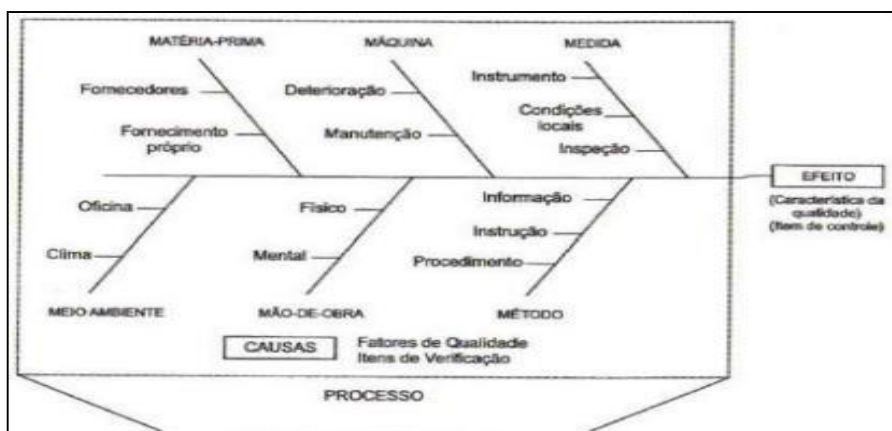 MATÉRIA-PRIMA
MÁQUINA
MEDIDA
Fornecedores
Fornecimento
próprio
Deterioração
Manutenção
Instrumento
Condições
locais
Inspeção
EFEITO
(Característica da
qualidade)
(Item de controle)
Oficina
Clima
Físico
Mental
Informação
Instrução
Procedimento
MEIO AMBIENTE
MÃO-DE-OBRA
MÉTODO
CAUSAS
Fatores de Qualidade
Itens de Verificação
PROCESSO